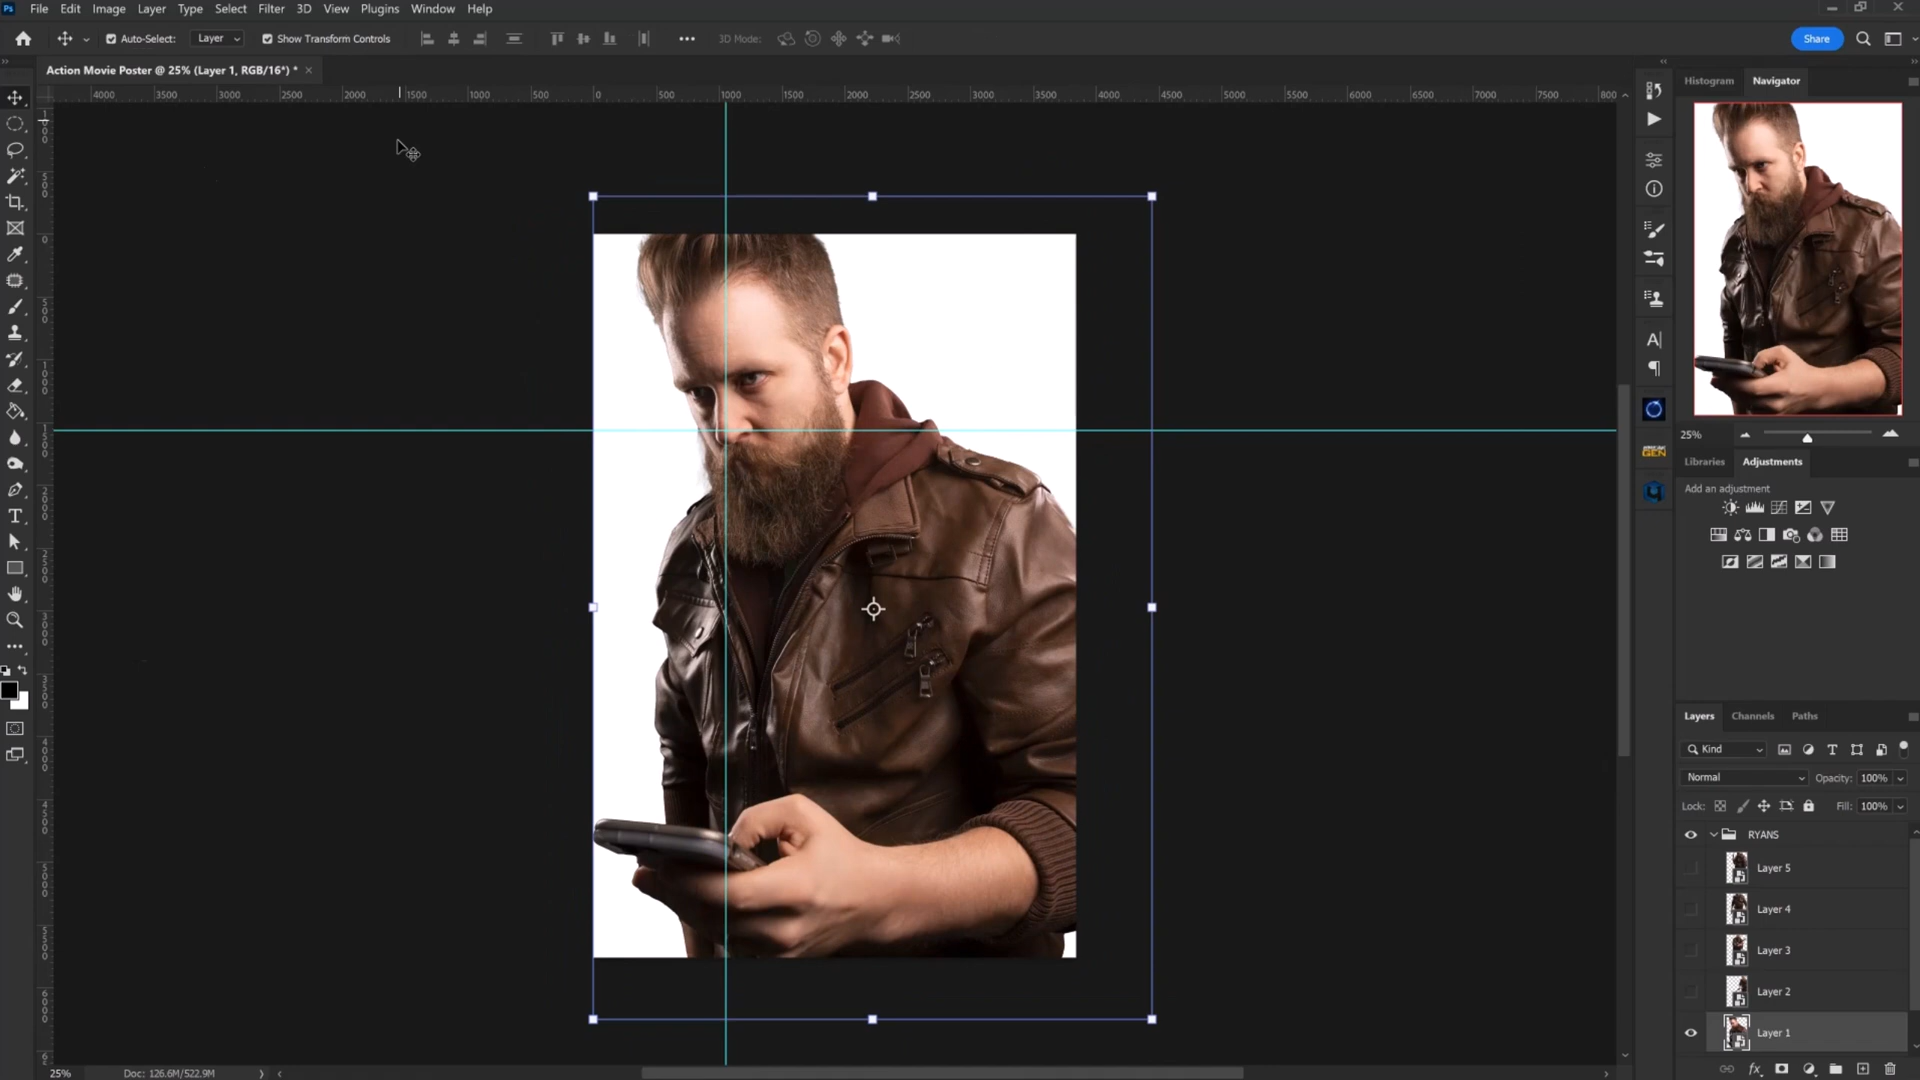 Ps File Edit Image Layer Type Select Filter 3D View Plugins Window Help
Auto-Select: Layer Show Transform Controls 3D Mode: Share
Action Movie Poster @ 25% (Layer 1, RGB/16*) * ×
4000 3500 3000 2500 2000 1500 1000 500 0 500 1000 1500 2000 2500 3000 3500 4000 4500 5000 5500 6000 6500 7000 7500 800
Histogram Navigator
25%
Libraries Adjustments
Add an adjustment
GEN
Layers Channels Paths
Kind
Normal Opacity: 100%
Lock: Fill: 100%
RYANS
Layer 5
Layer 4
Layer 3
Layer 2
Layer 1
fx
25% Doc: 126.6M/522.9M